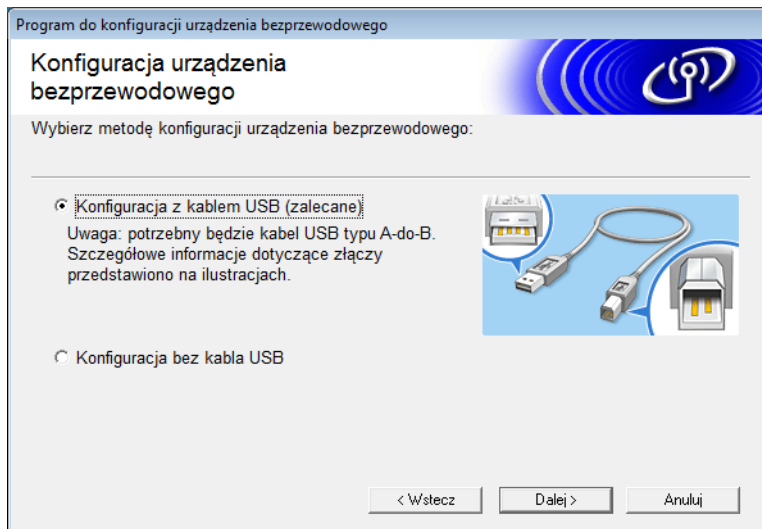 Program do konfiguracji urządzenia bezprzewodowego
Konfiguracja urządzenia
bezprzewodowego
Wybierz metodę konfiguracji urządzenia bezprzewodowego:
Konfiguracja z kablem USB (zalecane)
Uwaga: potrzebny będzie kabel USB typu A-do-B.
Szczegółowe informacje dotyczące złączy
przedstawiono na ilustracjach.
Konfiguracja bez kabla USB
< Wstecz
Dalej >
Anuluj